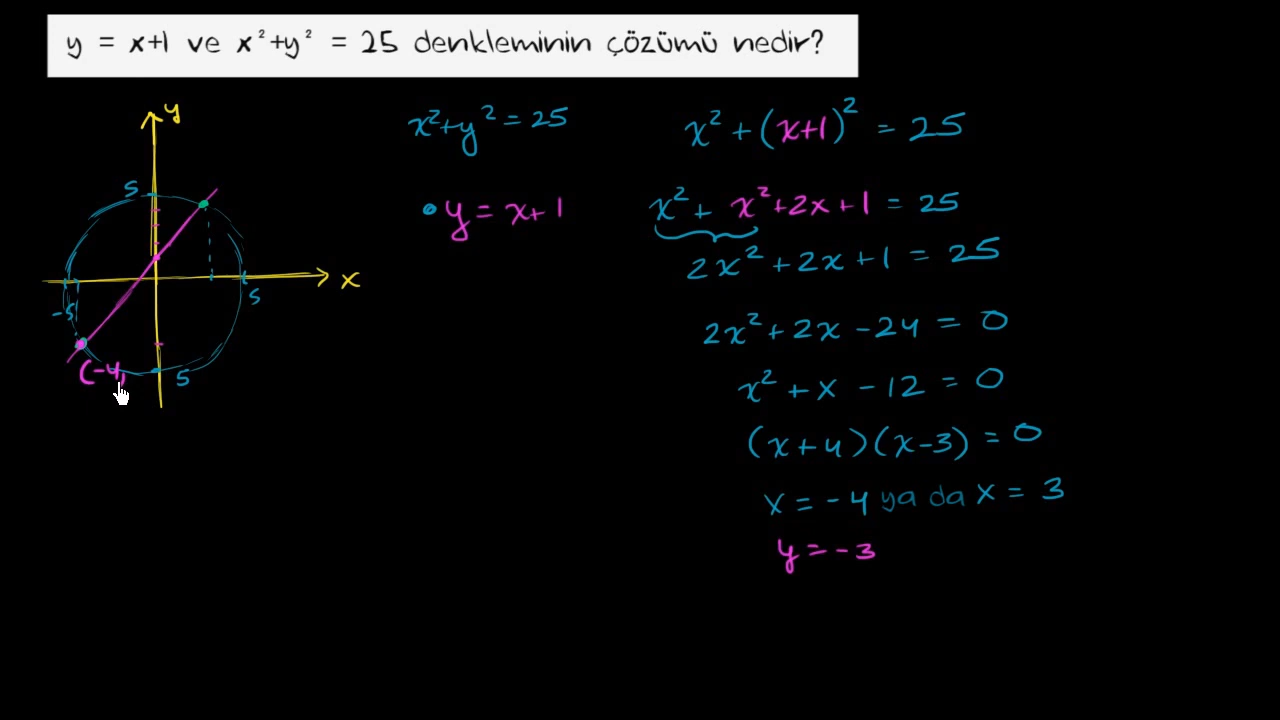 y = x+1 ve x²+y² = 25 denkleminin çözümü nedir?
y
5
x
5
-5
5
(-4,
x²+y² = 25
y = x+1
x² + (x+1)² = 25
x² + x²+2x+1 = 25
2x² + 2x + 1 = 25
2x² + 2x - 24 = 0
x² + x - 12 = 0
(x+4)(x-3) = 0
x = -4 ya da x = 3
y = -3